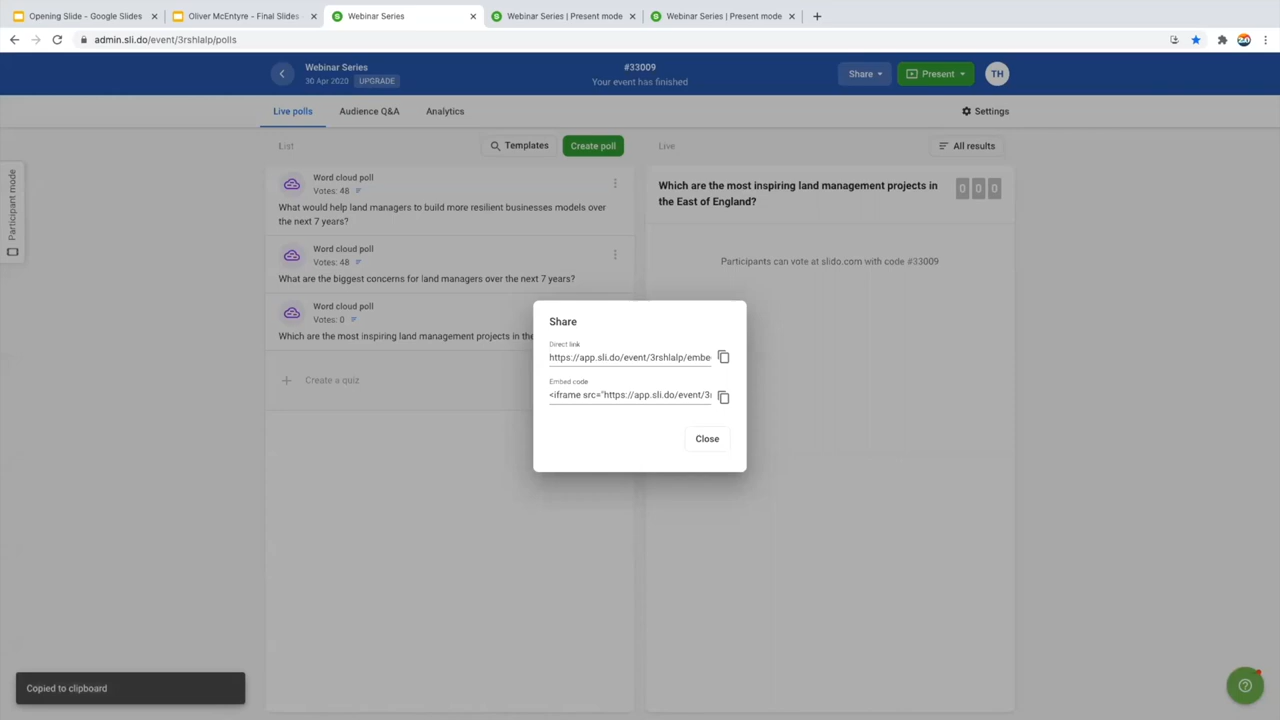 Opening Slide - Google Slides
Oliver McEntyre - Final Slides
Webinar Series
Webinar Series | Present mode
Webinar Series | Present mode
admin.sli.do/event/3rshlalp/polls
Webinar Series
30 Apr 2020 UPGRADE
#33009
Your event has finished
Share
Present
TH
Live polls
Audience Q&A
Analytics
Settings
List
Templates
Create poll
Live
All results
Participant mode
Word cloud poll
Votes: 48
What would help land managers to build more resilient businesses models over
the next 7 years?
Word cloud poll
Votes: 48
What are the biggest concerns for land managers over the next 7 years?
Word cloud poll
Votes: 0
Which are the most inspiring land management projects in the
Create a quiz
Which are the most inspiring land management projects in
the East of England?
0 0 0
Participants can vote at slido.com with code #33009
Share
Direct link
https://app.sli.do/event/3rshlalp/embe
Embed code
<iframe src="https://app.sli.do/event/3r
Close
Copied to clipboard